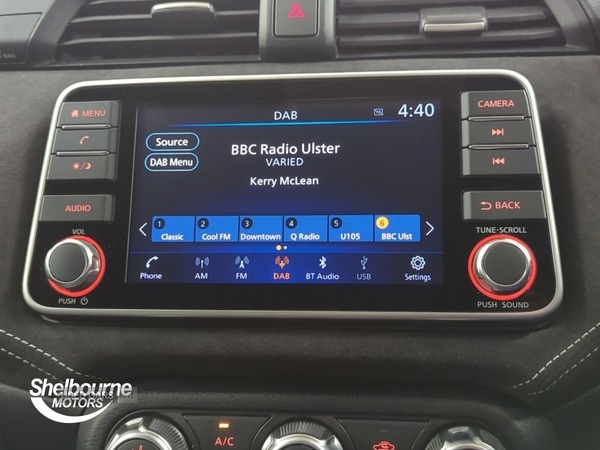 MENU
AUDIO
VOL
PUSH
DAB
4:40
Source
DAB Menu
BBC Radio Ulster
VARIED
Kerry McLean
1 2 3 4 5 6
Classic Cool FM Downtown Q Radio U105 BBC Ulst
Phone AM FM DAB BT Audio USB Settings
CAMERA
BACK
TUNE·SCROLL
PUSH SOUND
Shelbourne
MOTORS
A/C